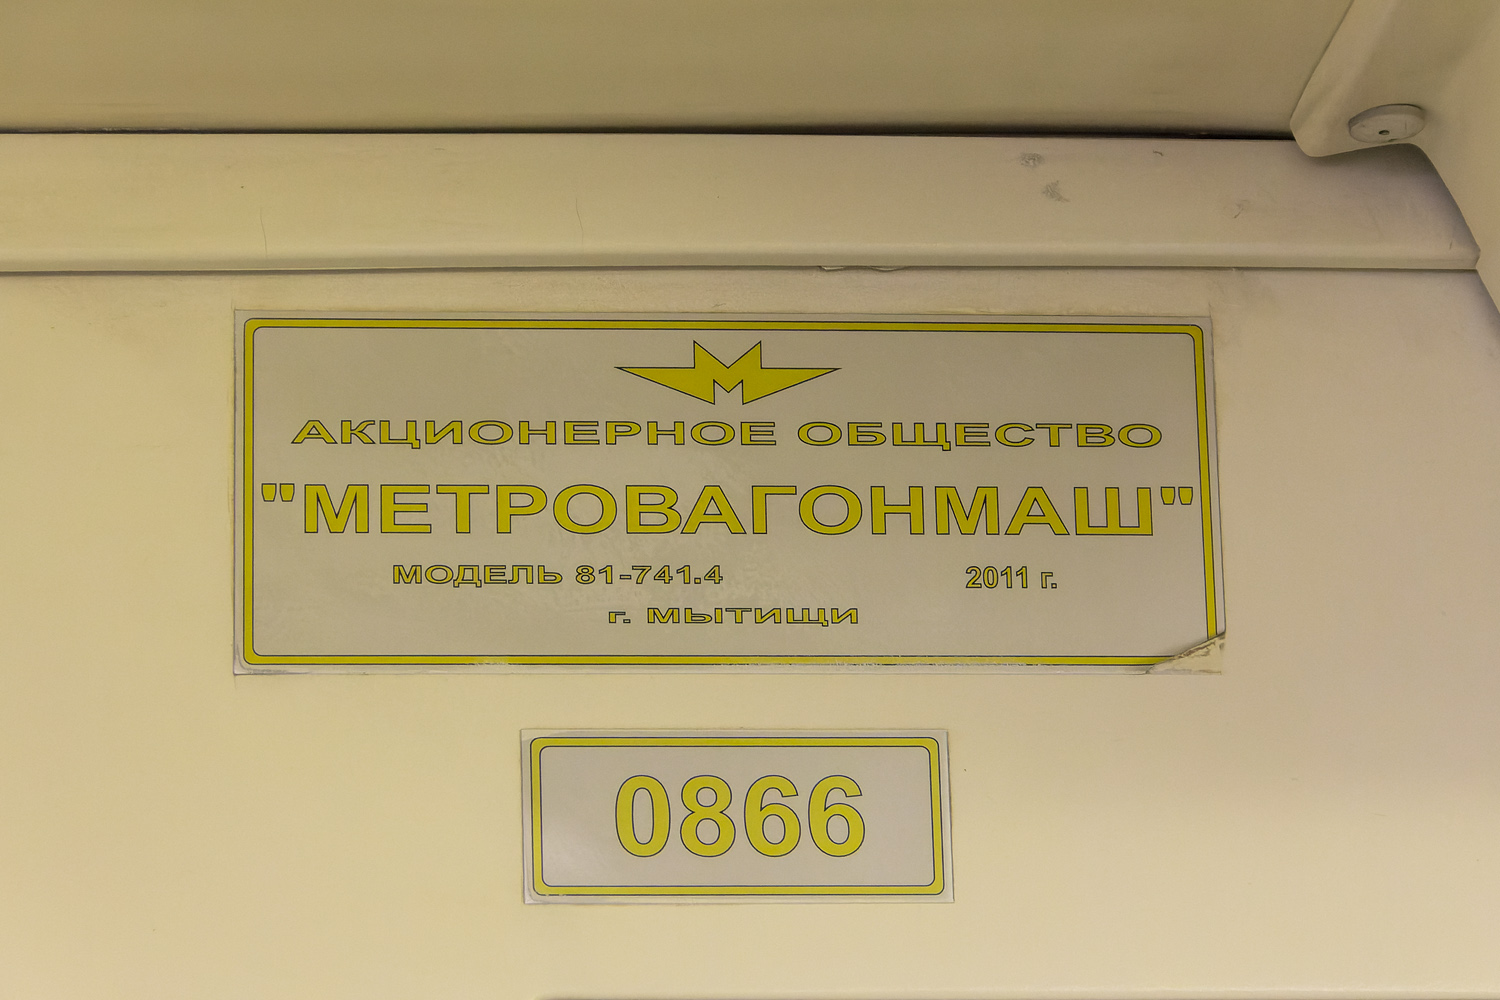 АКЦИОНЕРНОЕ ОБЩЕСТВО
"МЕТРОВАГОНМАШ"
МОДЕЛЬ 81-741.4 2011 г.
г. МЫТИЩИ
0866